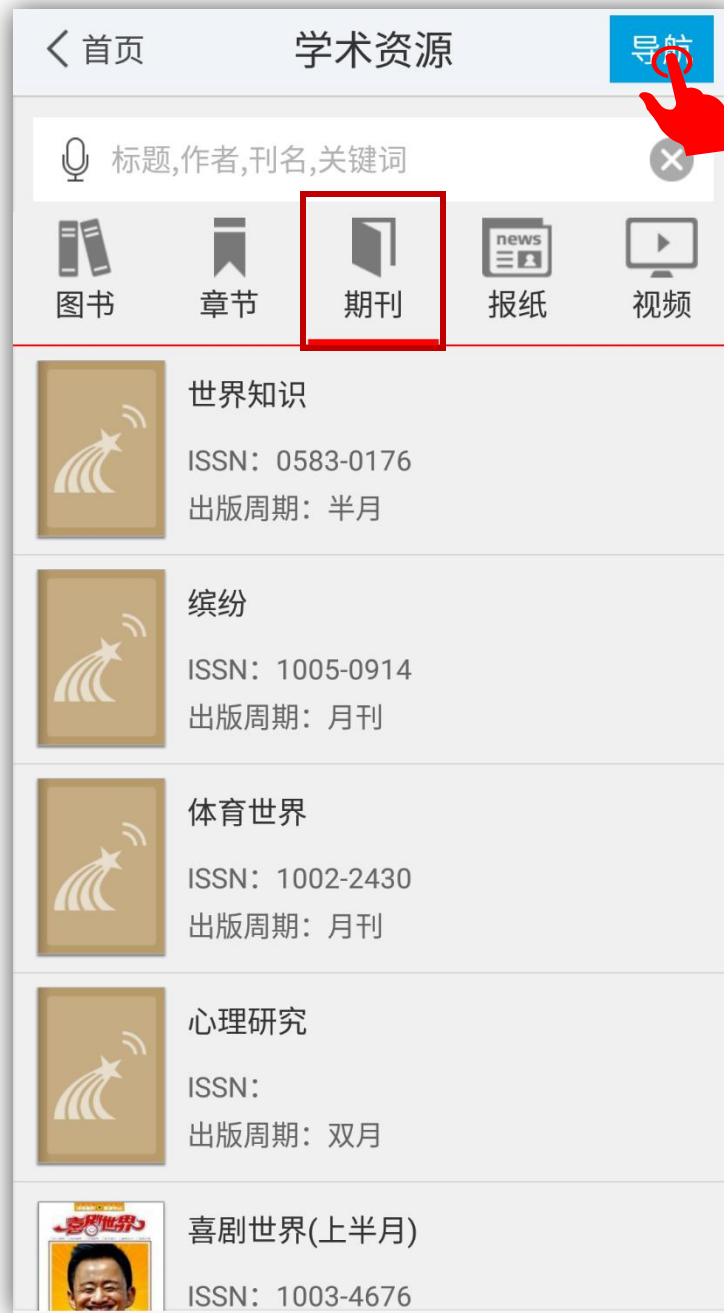 首页
学术资源
导航
标题,作者,刊名,关键词
图书
章节
期刊
news
报纸
视频
世界知识
ISSN：0583-0176
出版周期：半月
缤纷
ISSN：1005-0914
出版周期：月刊
体育世界
ISSN：1002-2430
出版周期：月刊
心理研究
ISSN：
出版周期：双月
喜剧世界
喜剧世界(上半月)
ISSN：1003-4676